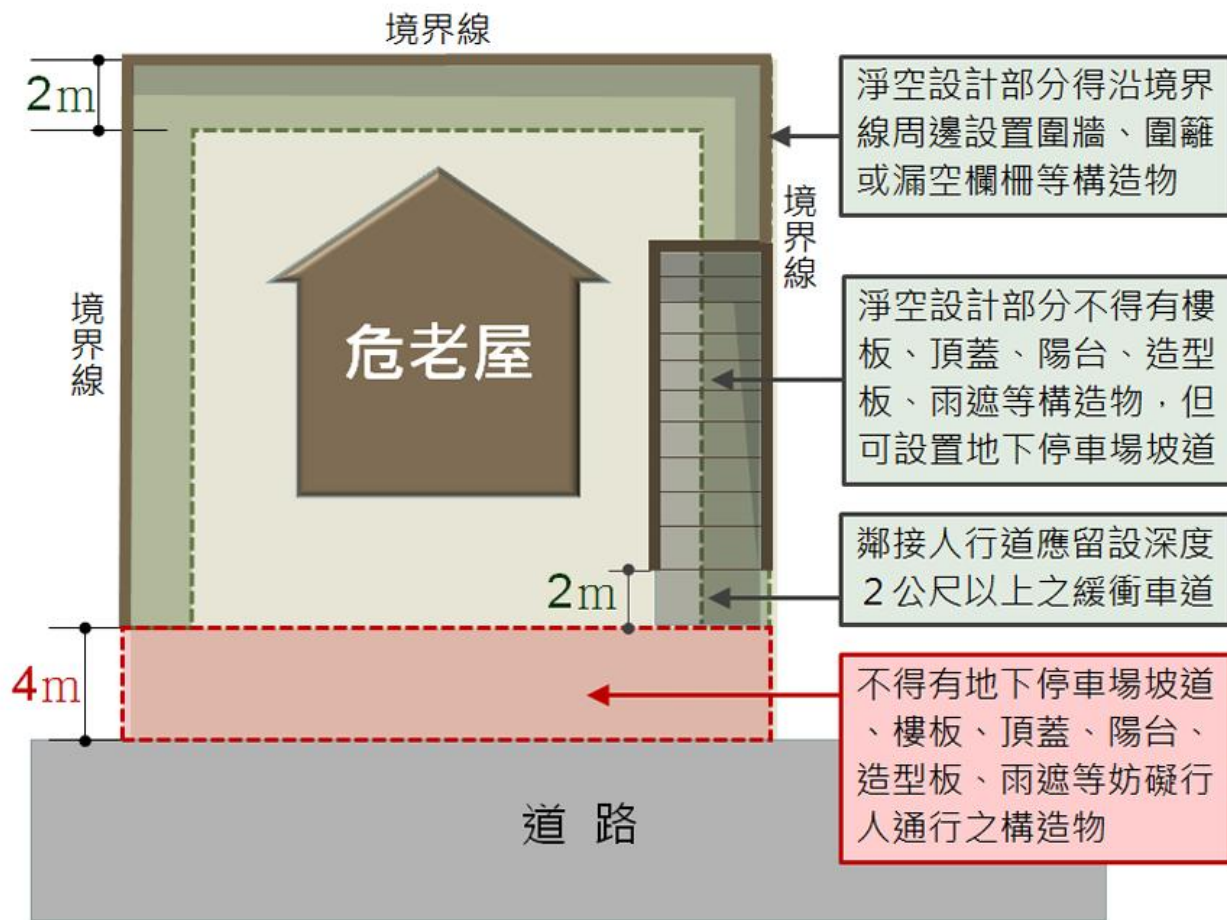 境界線
2m
淨空設計部分得沿境界
線周邊設置圍牆、圍籬
或漏空欄柵等構造物
境界線
境界線
危老屋
淨空設計部分不得有樓
板、頂蓋、陽台、造型
板、雨遮等構造物，但
可設置地下停車場坡道
2m
鄰接人行道應留設深度
2公尺以上之緩衝車道
4m
不得有地下停車場坡道
、樓板、頂蓋、陽台、
造型板、雨遮等妨礙行
人通行之構造物
道 路